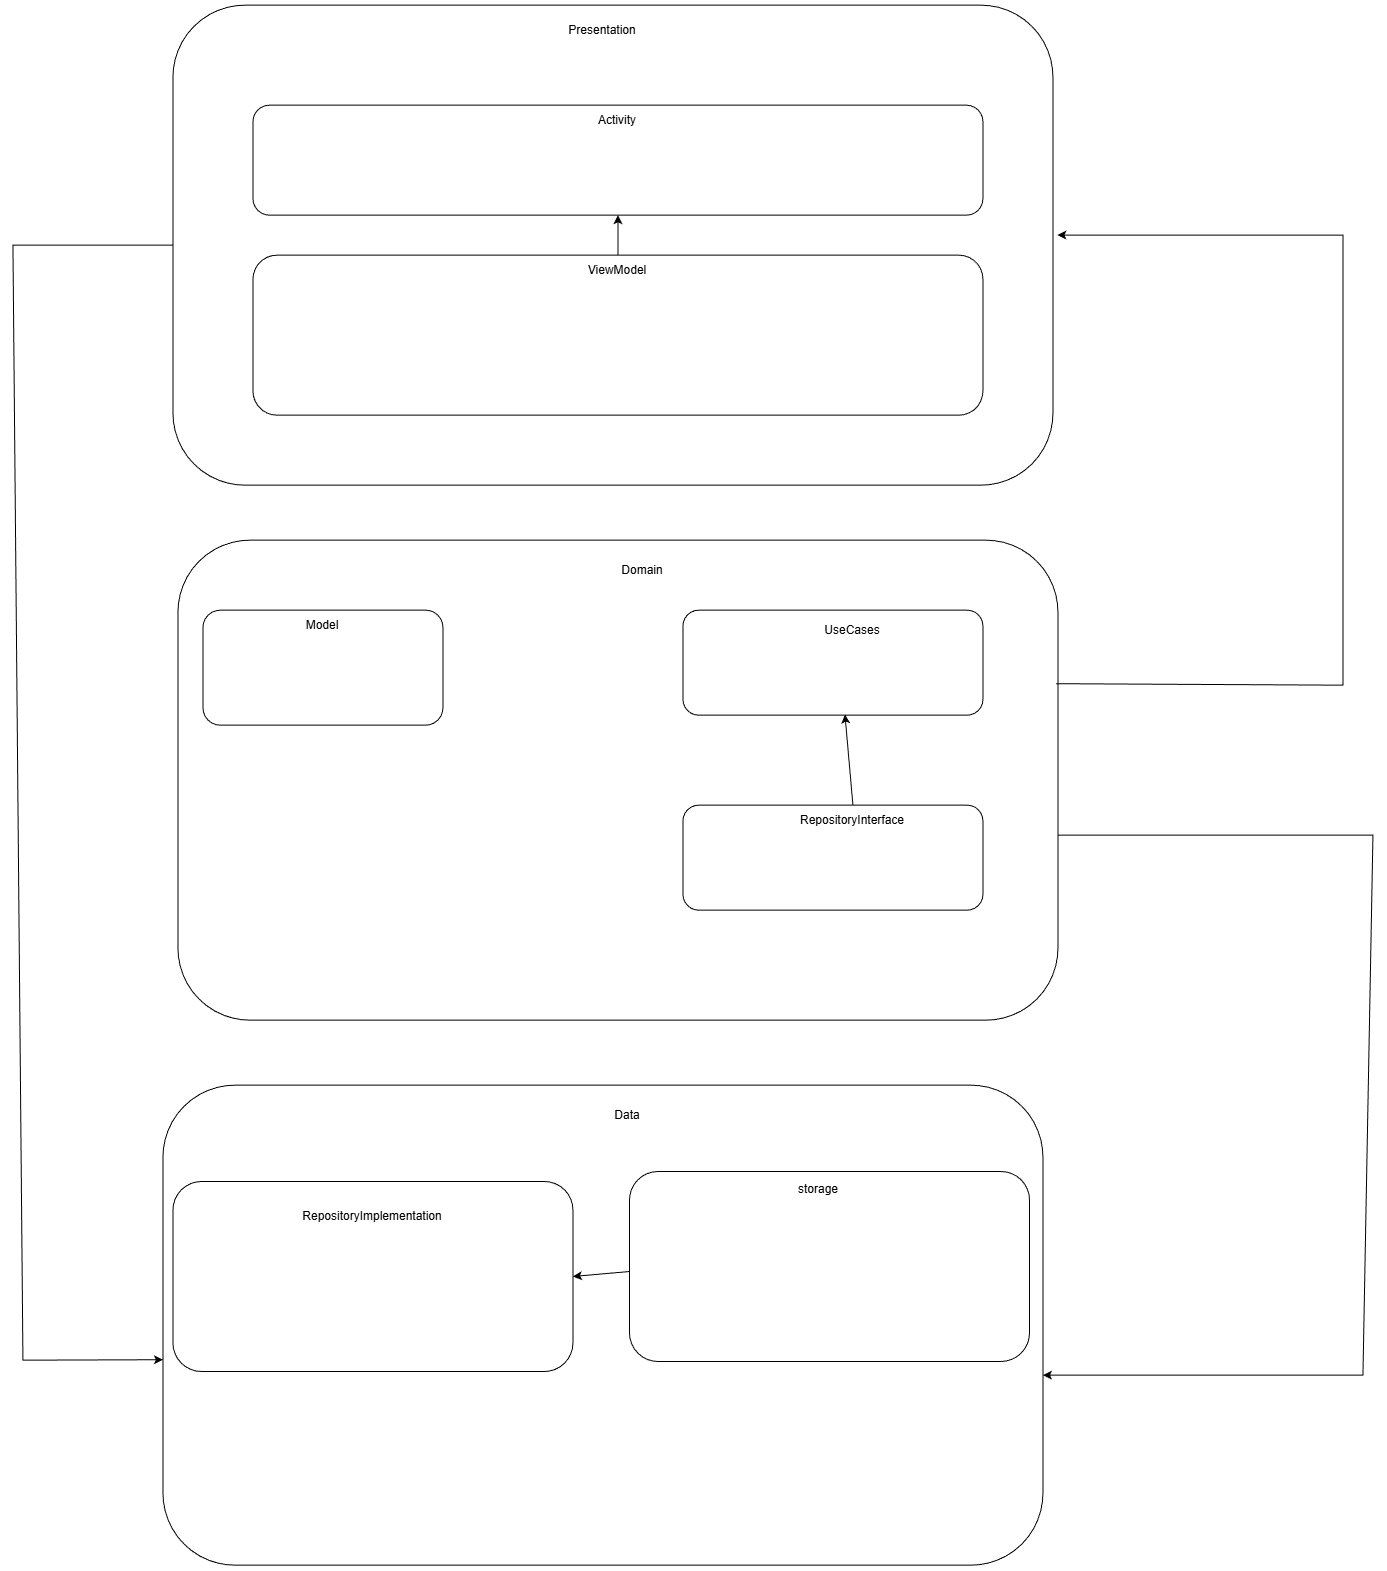 Presentation
Activity
ViewModel
Domain
Model
UseCases
RepositoryInterface
Data
RepositoryImplementation
storage